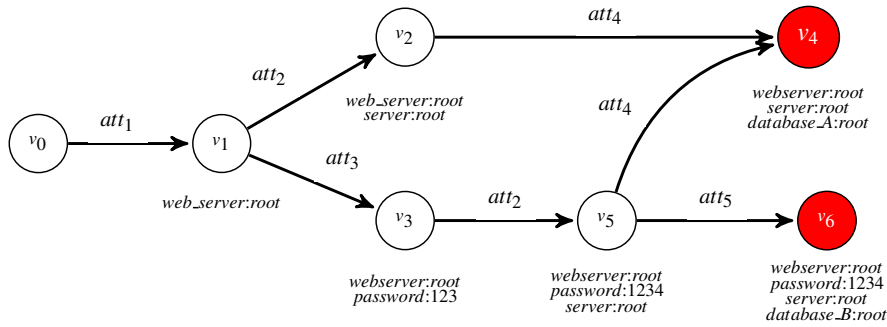 att4
v2
v4
att2
web_server:root
server:root
webserver:root
server:root
database_A:root
att4
v0
att1
v1
att3
web_server:root
v3
att2
v5
att5
v6
webserver:root
password:123
webserver:root
password:1234
server:root
webserver:root
password:1234
server:root
database_B:root